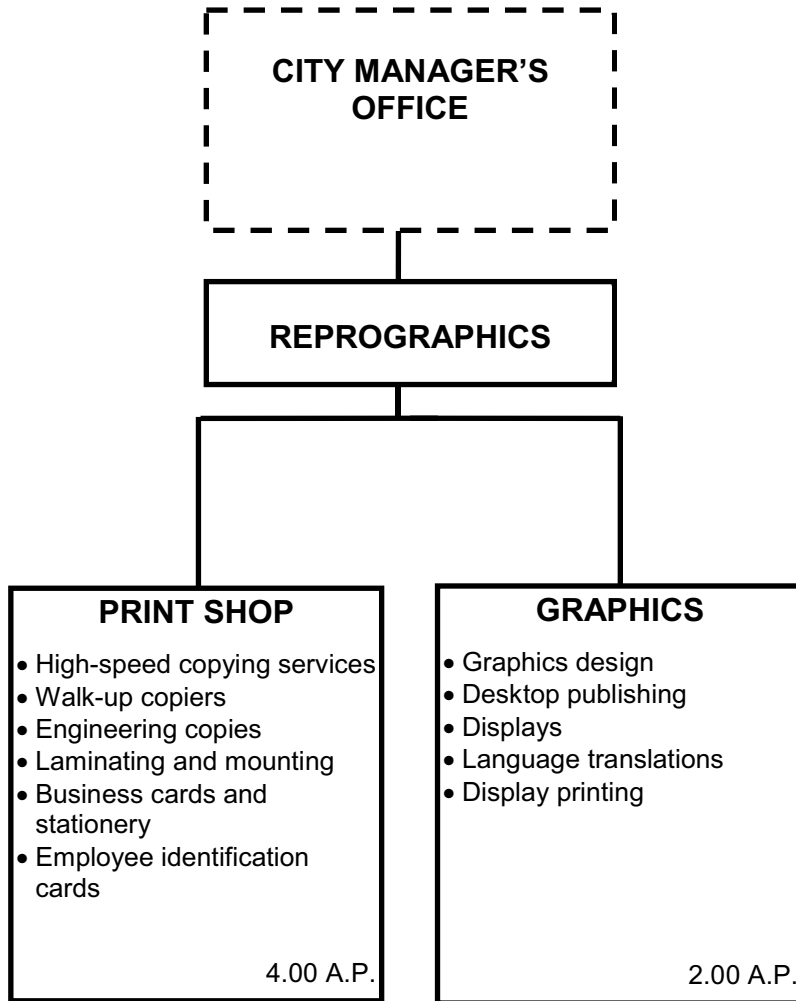 CITY MANAGER’S
OFFICE
REPROGRAPHICS
PRINT SHOP
• High-speed copying services
• Walk-up copiers
• Engineering copies
• Laminating and mounting
• Business cards and
stationery
• Employee identification
cards
4.00 A.P.
GRAPHICS
• Graphics design
• Desktop publishing
• Displays
• Language translations
• Display printing
2.00 A.P.